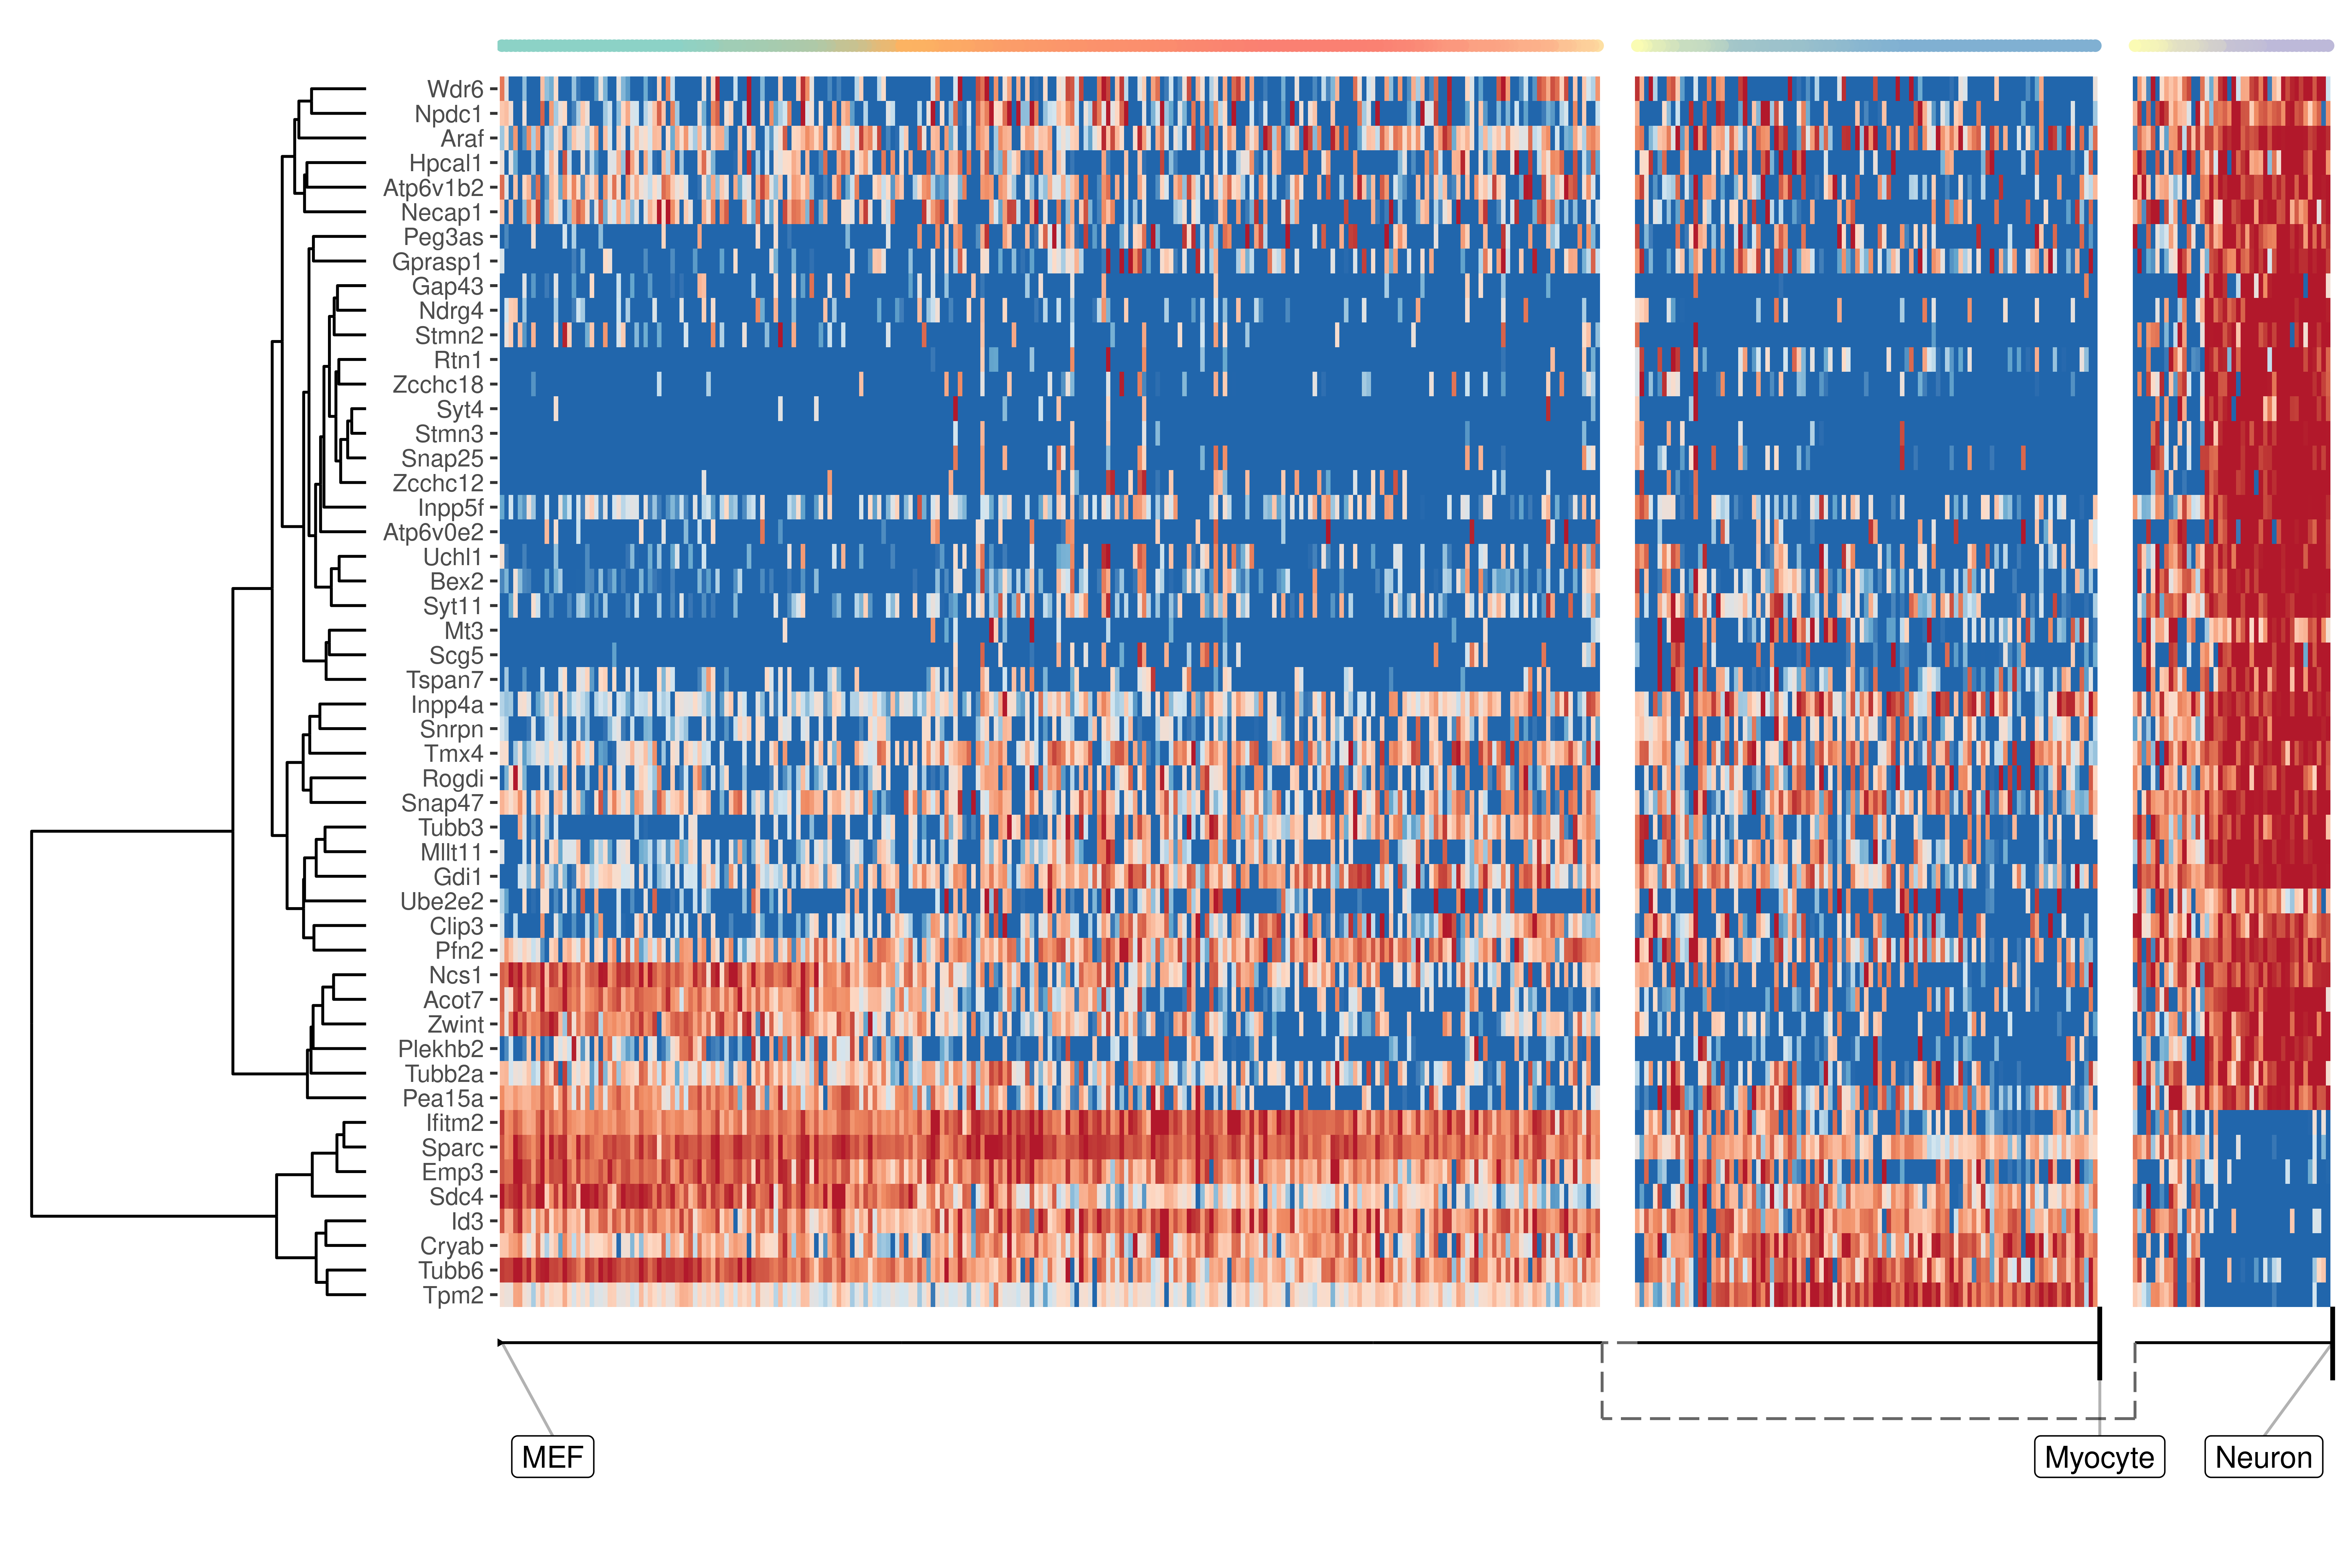 Wdr6
Npdc1
Araf
Hpcal1
Atp6v1b2
Necap1
Peg3as
Gprasp1
Gap43
Ndrg4
Stmn2
Rtn1
Zcchc18
Syt4
Stmn3
Snap25
Zcchc12
Inpp5f
Atp6v0e2
Uchl1
Bex2
Syt11
Mt3
Scg5
Tspan7
Inpp4a
Snrpn
Tmx4
Rogdi
Snap47
Tubb3
Mllt11
Gdi1
Ube2e2
Clip3
Pfn2
Ncs1
Acot7
Zwint
Plekhb2
Tubb2a
Pea15a
Ifitm2
Sparc
Emp3
Sdc4
Id3
Cryab
Tubb6
Tpm2
MEF Myocyte Neuron